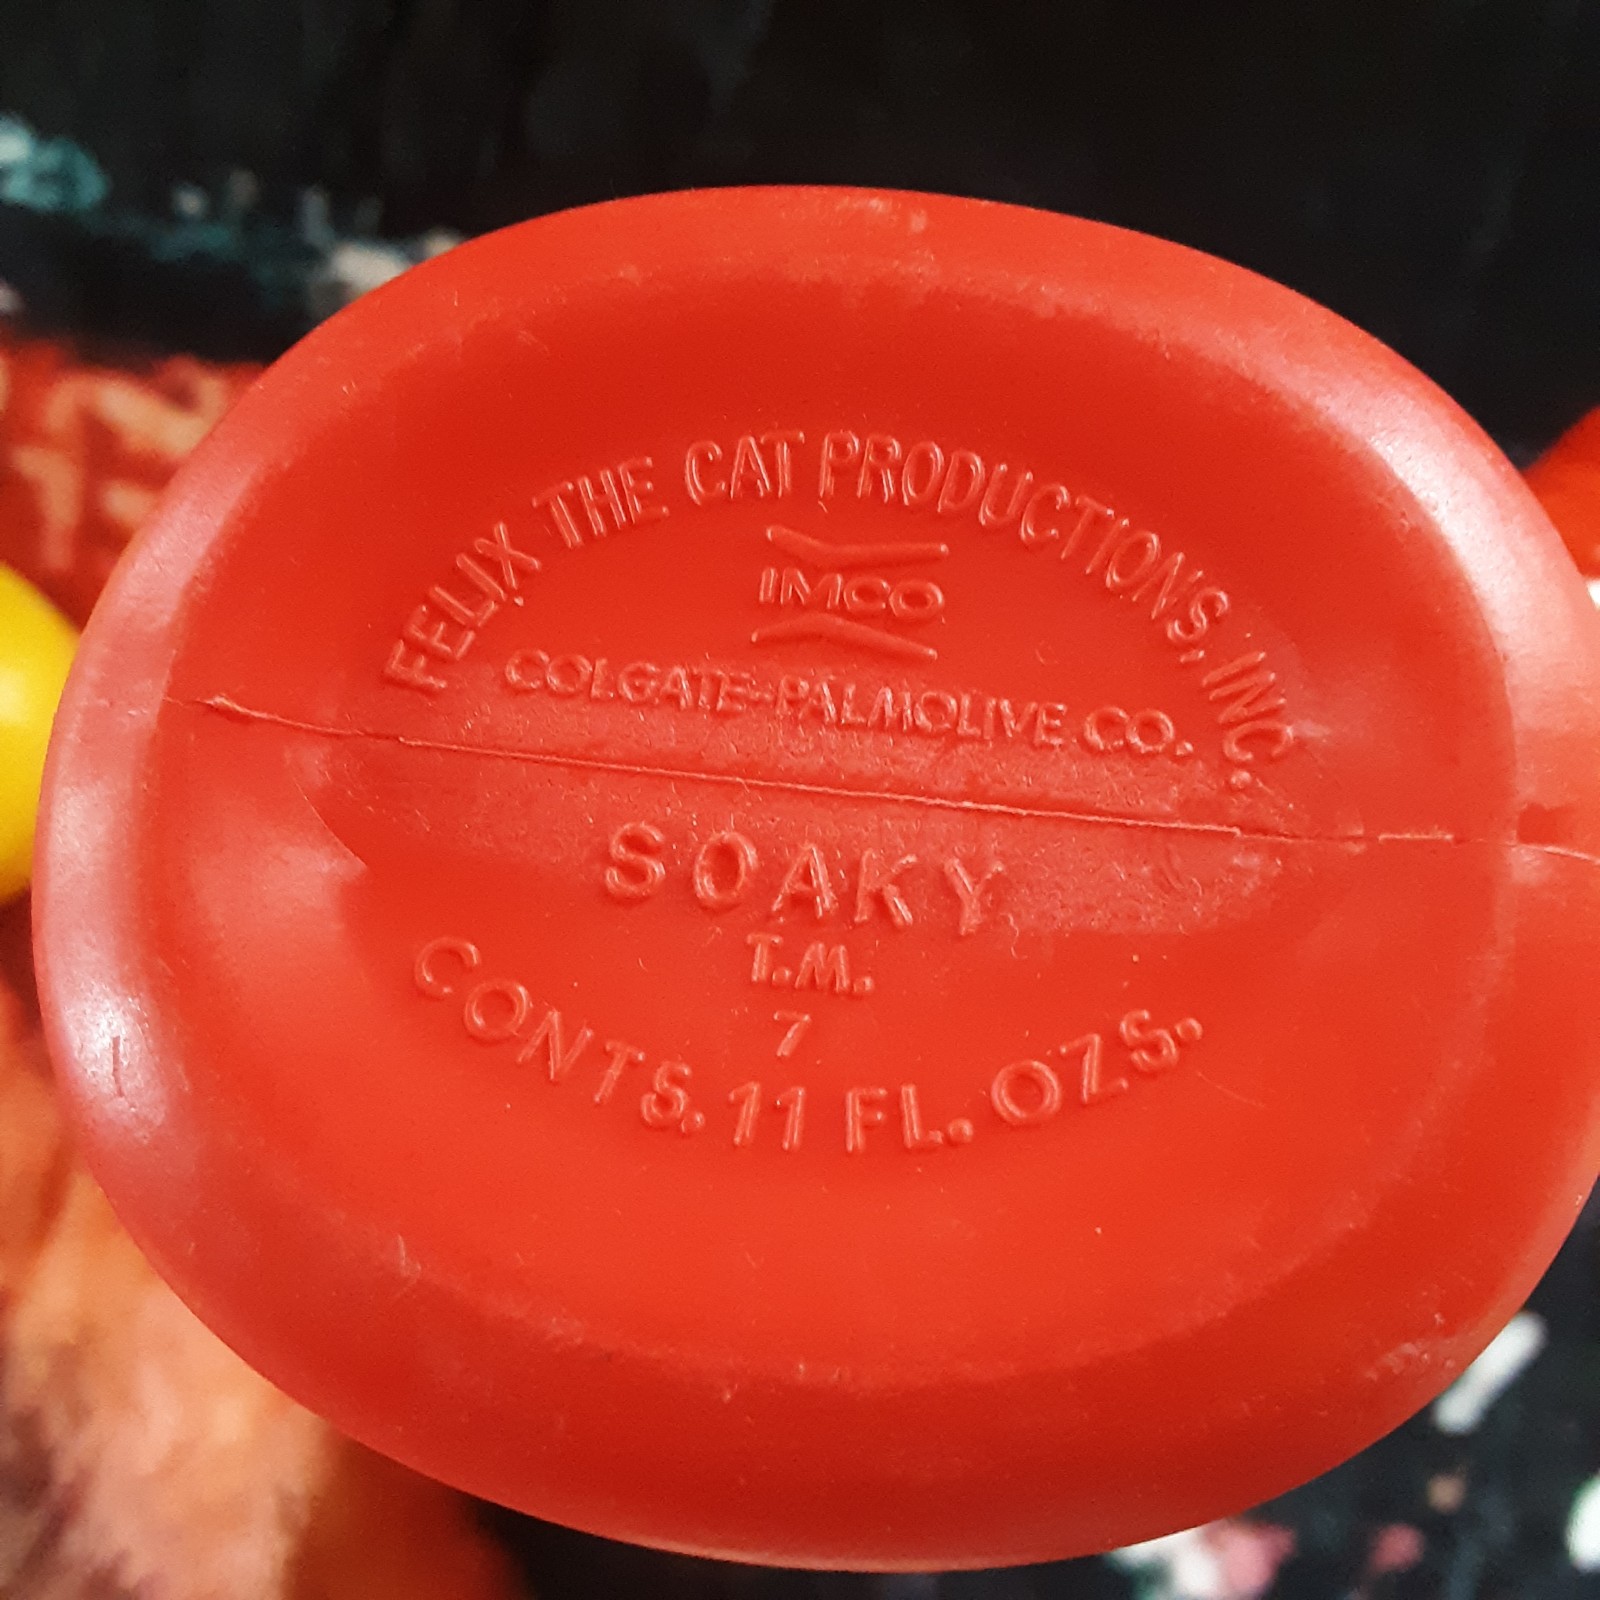 FELIX THE CAT PRODUCTIONS, INC.
IMCO
COLGATE-PALMOLIVE CO.
SOAKY
T.M.
7
CONTS. 11 FL. OZS.